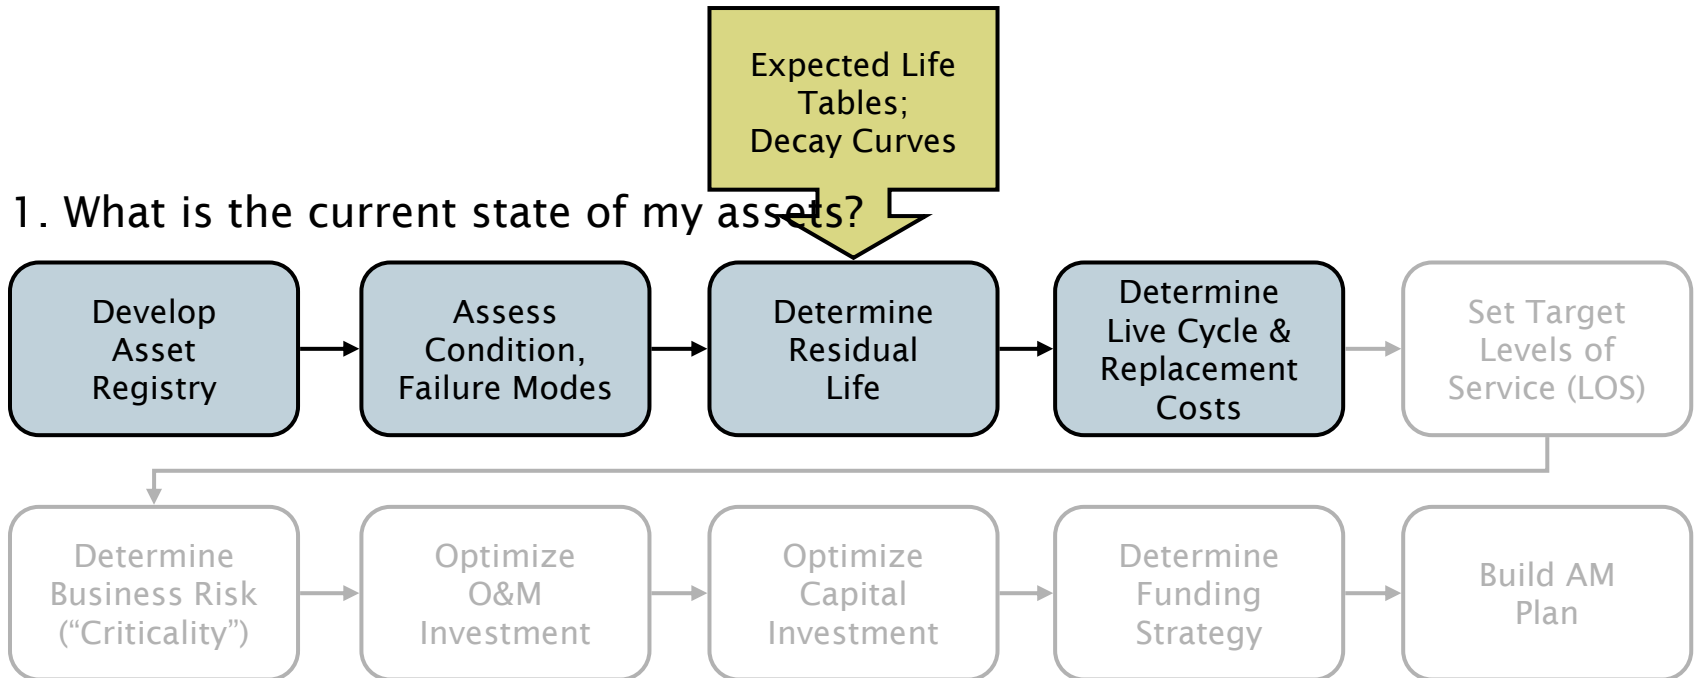 Expected Life
Tables;
Decay Curves
1. What is the current state of my assets?
Develop
Asset
Registry
Assess
Condition,
Failure Modes
Determine
Residual
Life
Determine
Live Cycle &
Replacement
Costs
Set Target
Levels of
Service (LOS)
Determine
Business Risk
(“Criticality”)
Optimize
O&M
Investment
Optimize
Capital
Investment
Determine
Funding
Strategy
Build AM
Plan